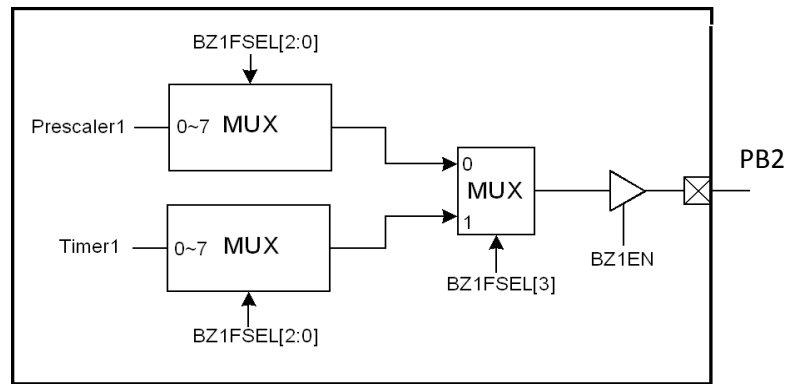 BZ1FSEL[2:0]
Prescaler1
0~7 MUX
0
MUX
1
PB2
Timer1
0~7 MUX
BZ1EN
BZ1FSEL[3]
BZ1FSEL[2:0]